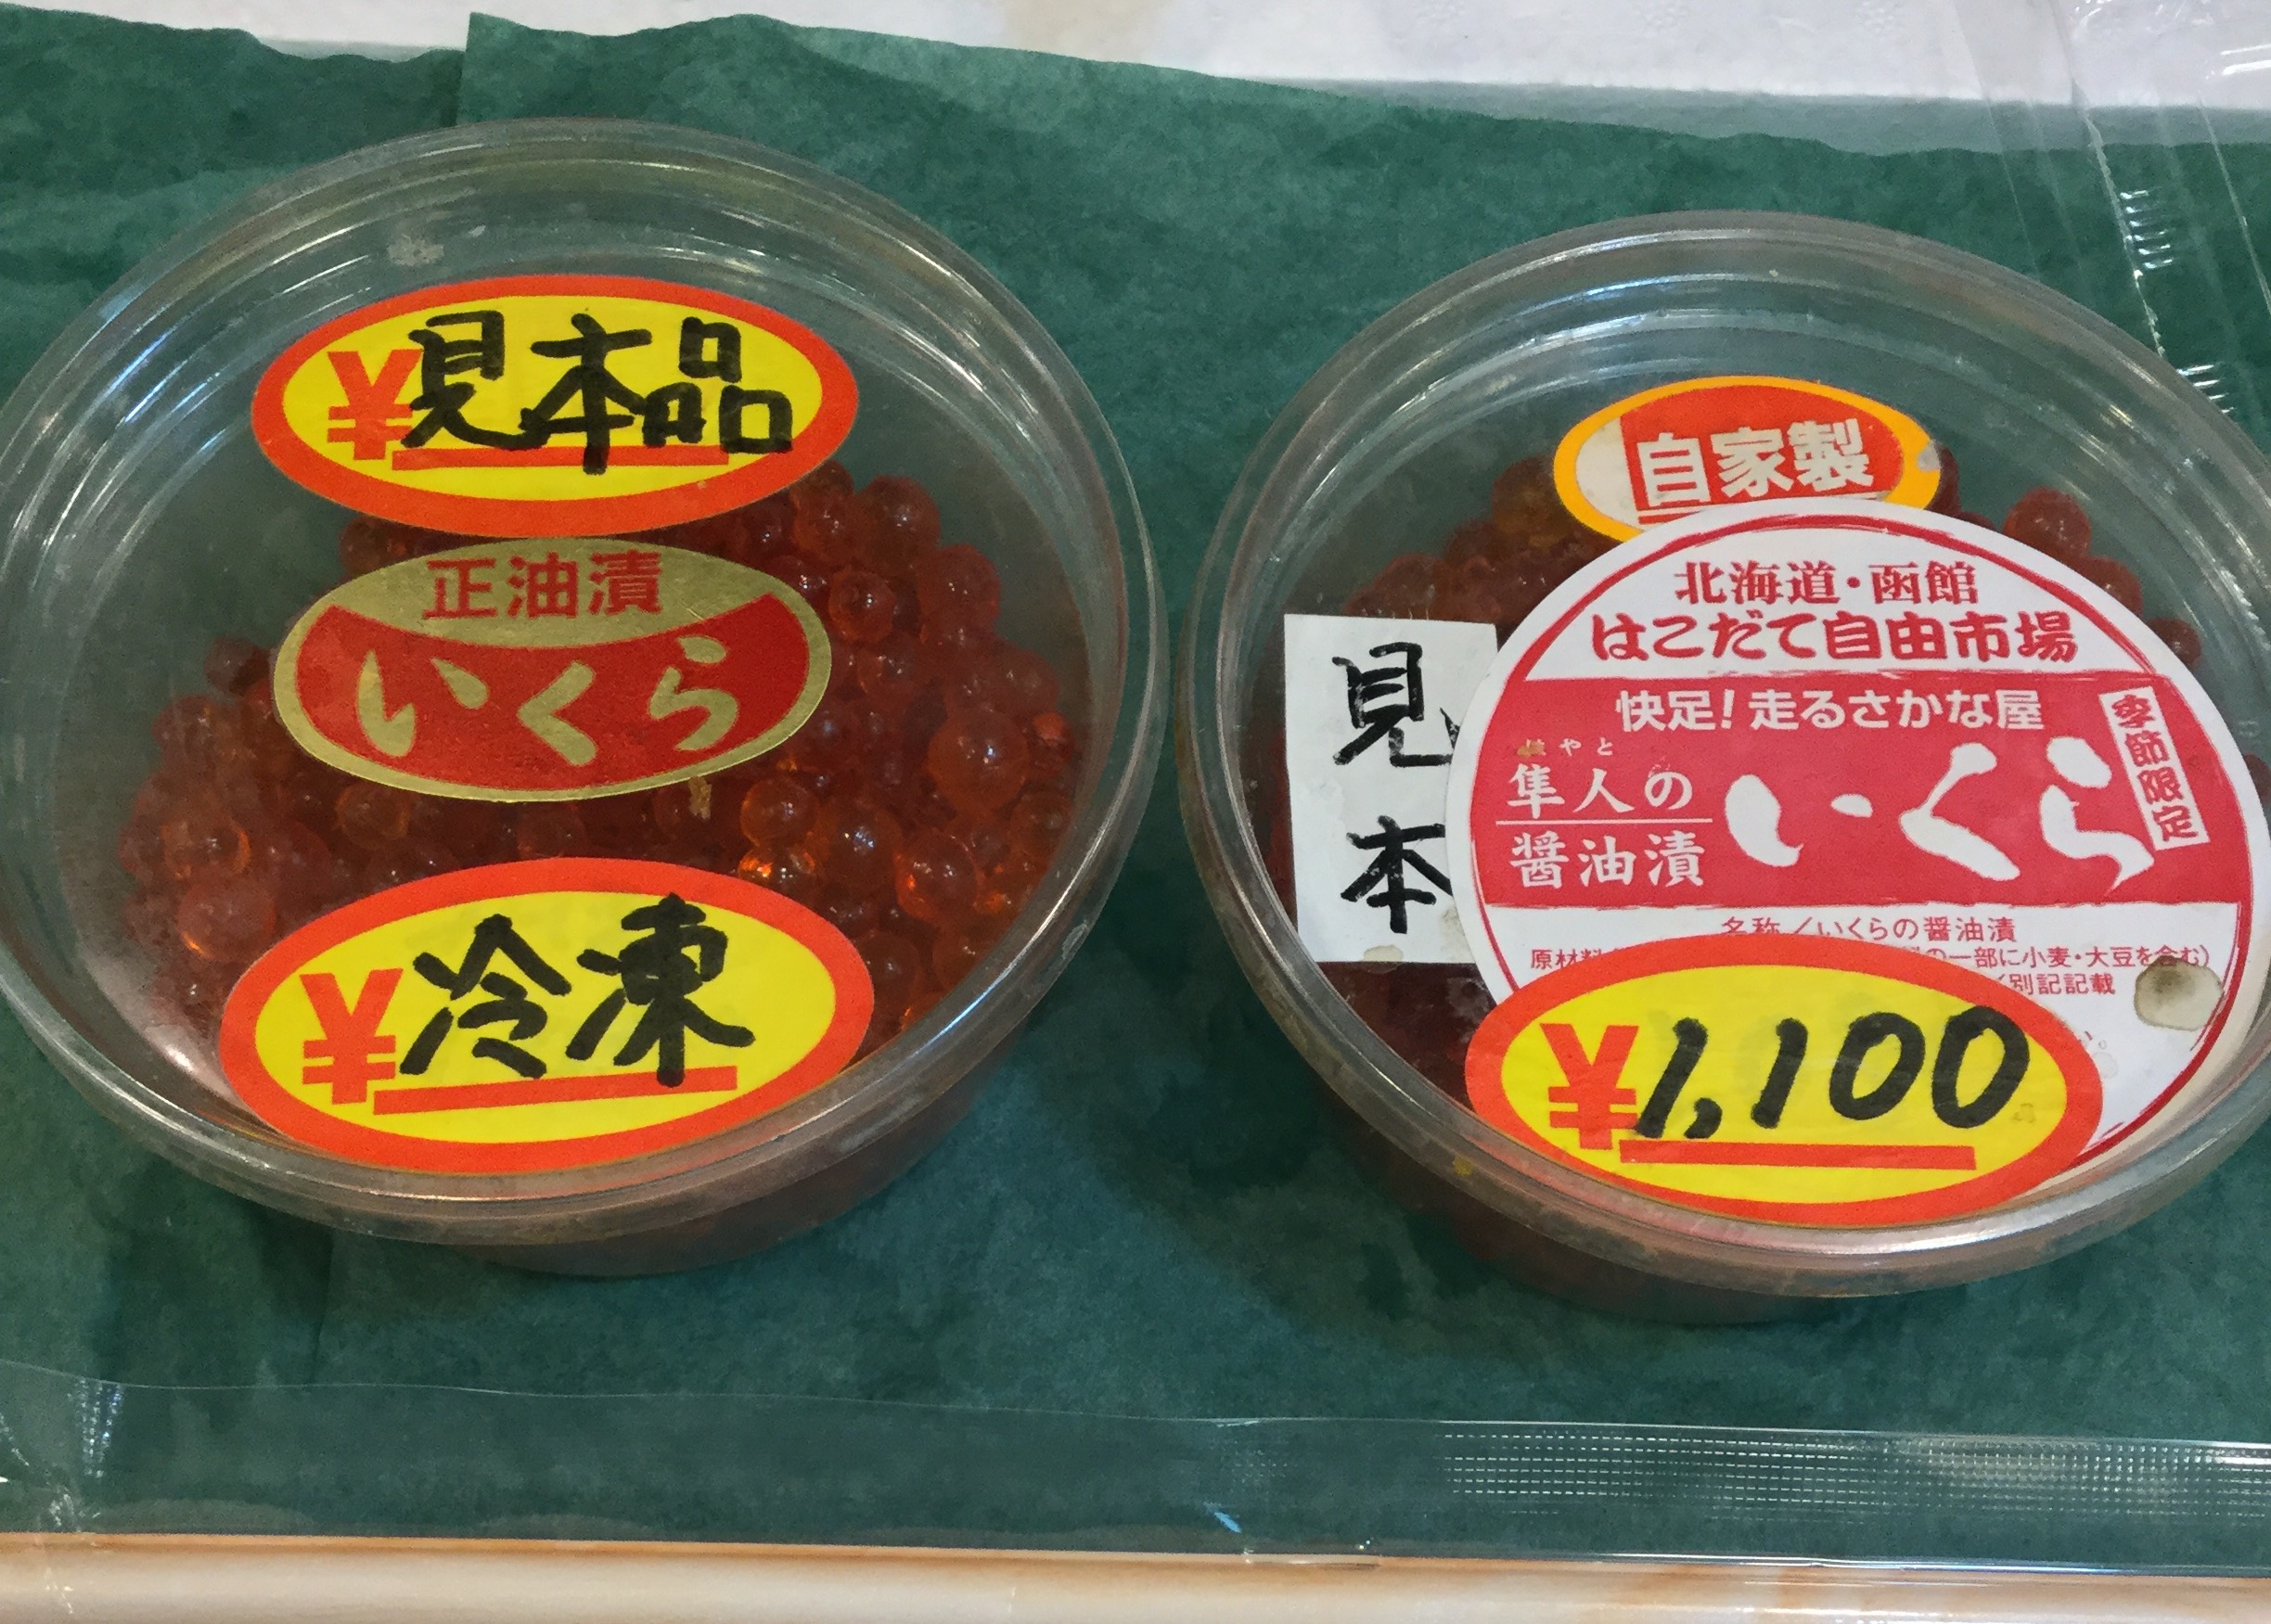 ¥見本品
正油漬
いくら
¥冷凍
自家製
見本
北海道・函館
はこだて自由市場
快足!走るさかな屋
季節限定
やと
隼人の
醤油漬
いくら
名称/いくらの醤油漬
原材料
の一部に小麦・大豆を含む)
別記記載
¥1,100